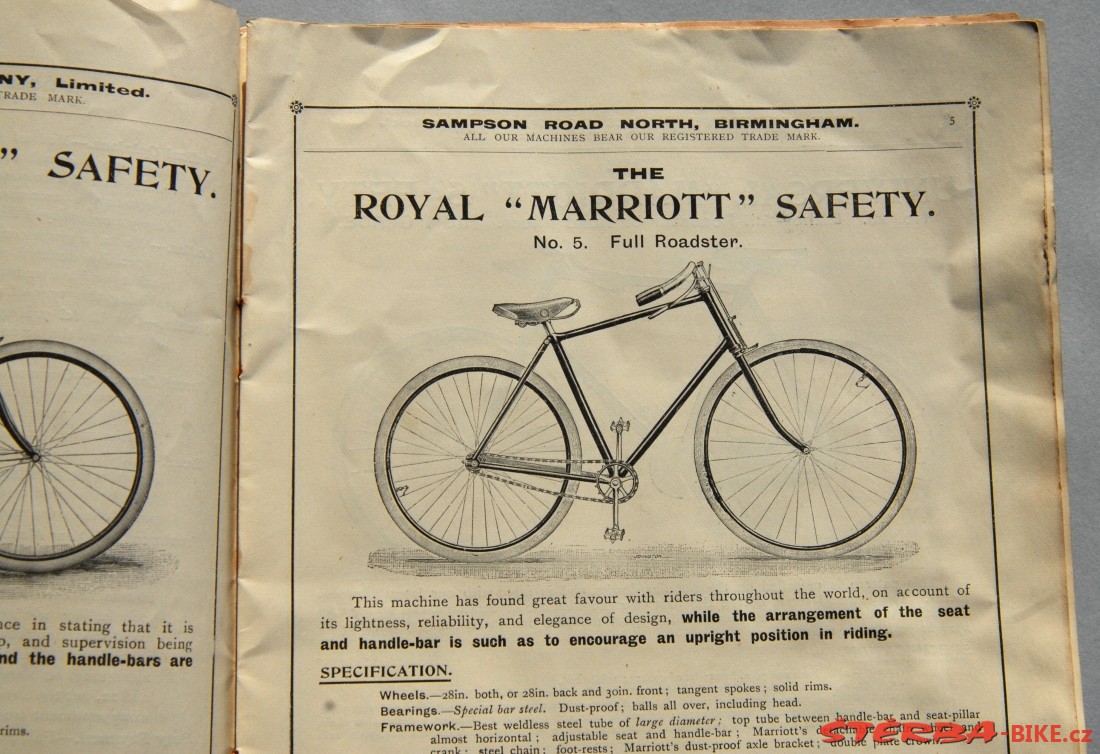 NY, Limited.
TRADE MARK.
” SAFETY.
nce in stating that it is
p, and supervision being
nd the handle-bars are
rims.
SAMPSON ROAD NORTH, BIRMINGHAM. 5
ALL OUR MACHINES BEAR OUR REGISTERED TRADE MARK.
THE
ROYAL “MARRIOTT” SAFETY.
No. 5. Full Roadster.
JOHNSTON
This machine has found great favour with riders throughout the world, on account of
its lightness, reliability, and elegance of design, while the arrangement of the seat
and handle-bar is such as to encourage an upright position in riding.
SPECIFICATION.
Wheels.—28in. both, or 28in. back and 30in. front; tangent spokes; solid rims.
Bearings.—Special bar steel. Dust-proof; balls all over, including head.
Framework.—Best weldless steel tube of large diameter; top tube between handle-bar and seat-pillar
almost horizontal; adjustable seat and handle-bar; Marriott's detachable
crank; steel chain; foot-rests; Marriott's dust-proof axle bracket; double plate crown
STERBA-BIKE.cz